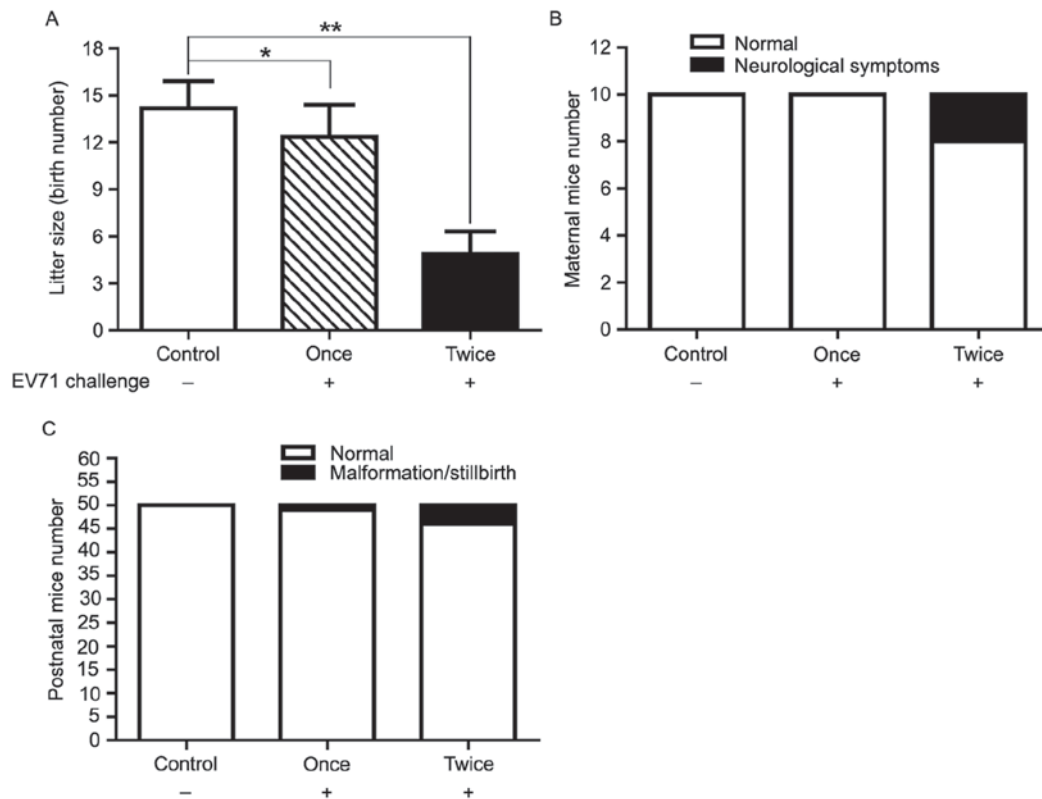 A
**
*
Litter size (birth number)
18
15
12
9
6
3
0
Control
Once
Twice
EV71 challenge
–
+
+
B
Normal
Neurological symptoms
Maternal mice number
12
10
8
6
4
2
0
Control
Once
Twice
–
+
+
C
Normal
Malformation/stillbirth
Postnatal mice number
60
55
50
45
40
35
30
25
20
15
10
5
0
Control
Once
Twice
–
+
+